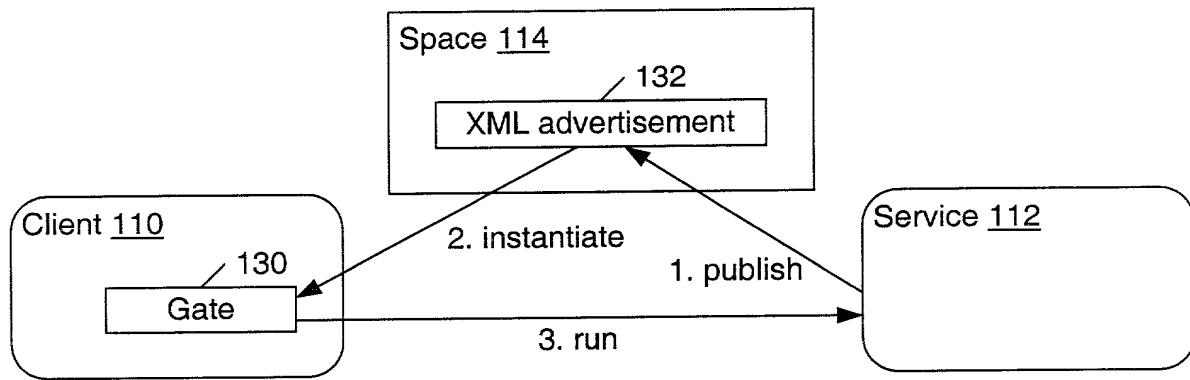 Space 114
132
XML advertisement
Client 110
2. instantiate
Service 112
130
1. publish
Gate
3. run